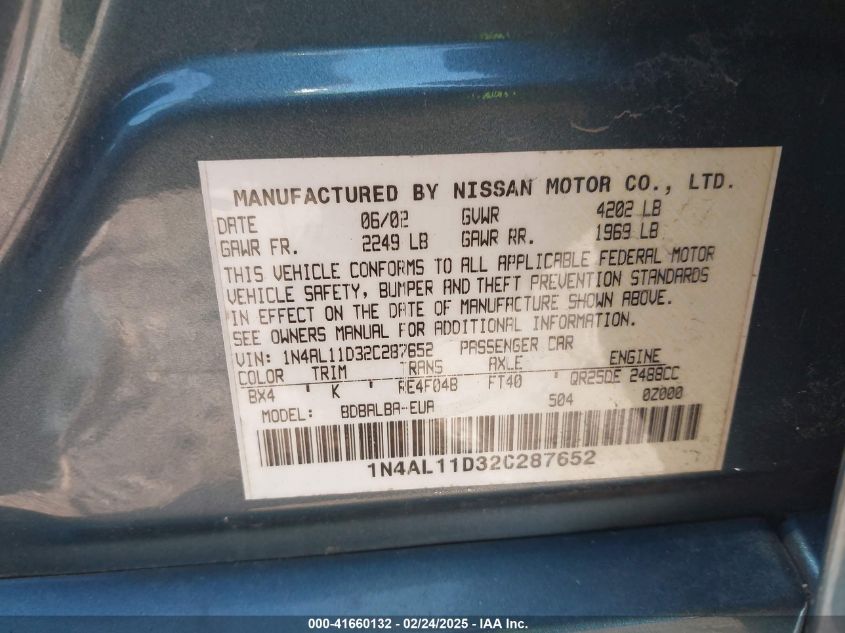 MANUFACTURED BY NISSAN MOTOR CO., LTD.
DATE 06/02 GVWR 4202 LB
GAWR FR. 2249 LB GAWR RR. 1969 LB
THIS VEHICLE CONFORMS TO ALL APPLICABLE FEDERAL MOTOR
VEHICLE SAFETY, BUMPER AND THEFT PREVENTION STANDARDS
IN EFFECT ON THE DATE OF MANUFACTURE SHOWN ABOVE.
SEE OWNERS MANUAL FOR ADDITIONAL INFORMATION.
VIN: 1N4AL11D32C287652 PASSENGER CAR
COLOR TRIM TRANS AXLE ENGINE
BX4 ' K ' RE4F04B FT40 ' QR25DE 2488CC
MODEL: BDBALBA-EUA 504 0Z000
1N4AL11D32C287652
000-41660132 - 02/24/2025 - IAA Inc.